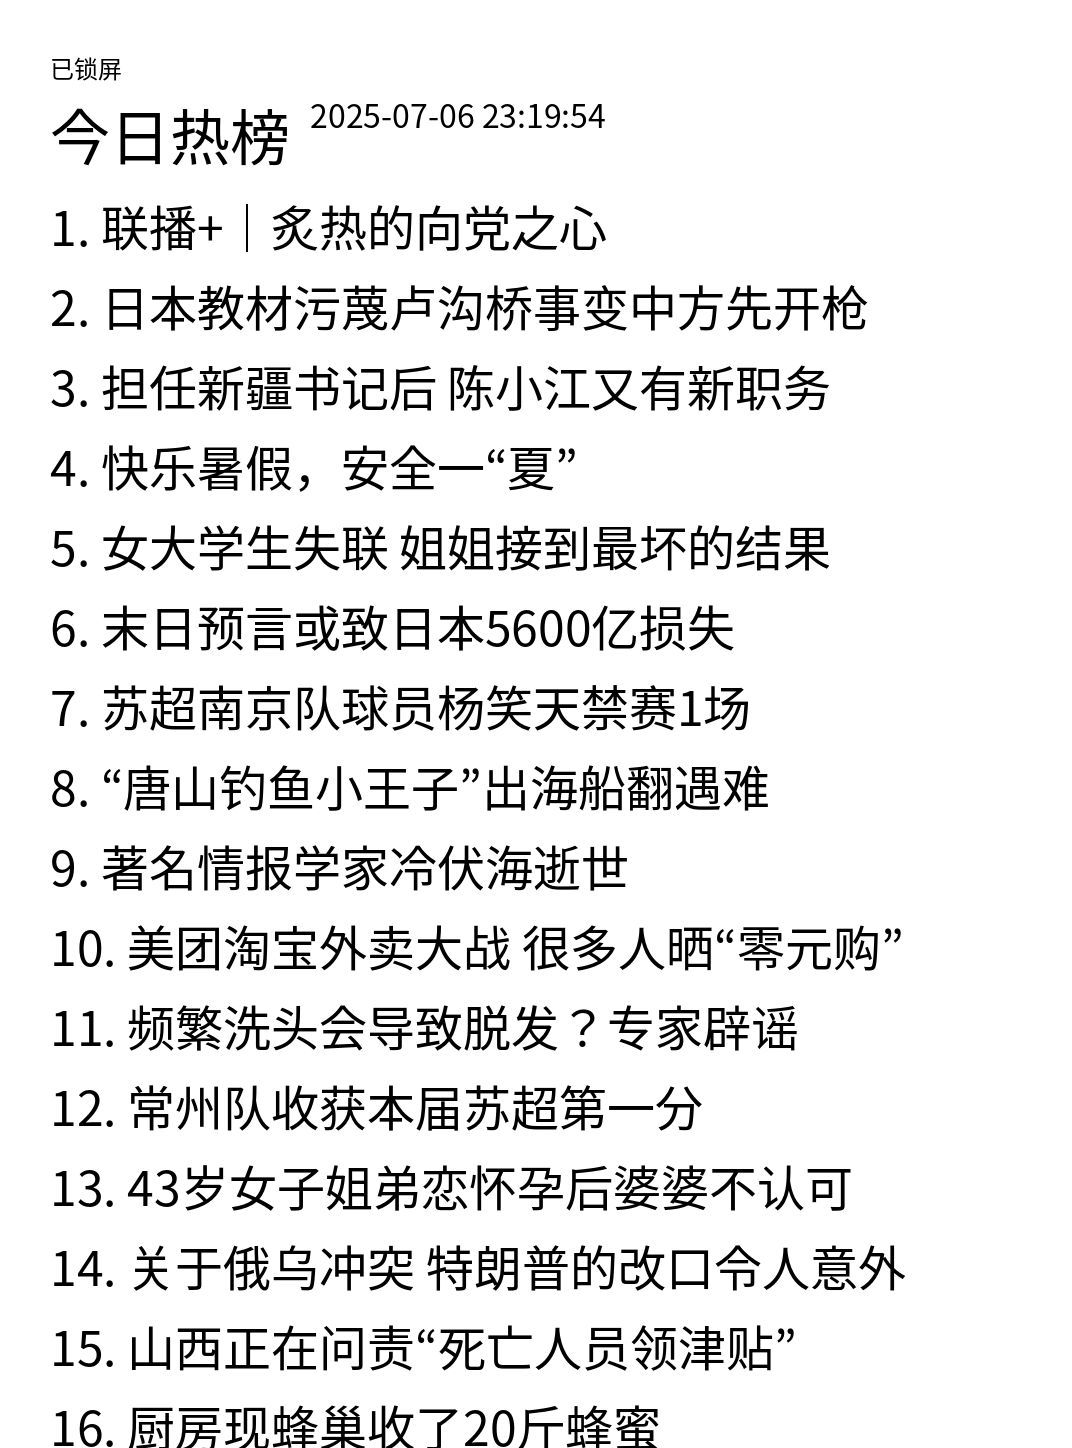 已锁屏
今日热榜 2025-07-06 23:19:54
1. 联播+｜炙热的向党之心
2. 日本教材污蔑卢沟桥事变中方先开枪
3. 担任新疆书记后 陈小江又有新职务
4. 快乐暑假，安全一“夏”
5. 女大学生失联 姐姐接到最坏的结果
6. 末日预言或致日本5600亿损失
7. 苏超南京队球员杨笑天禁赛1场
8. “唐山钓鱼小王子”出海船翻遇难
9. 著名情报学家冷伏海逝世
10. 美团淘宝外卖大战 很多人晒“零元购”
11. 频繁洗头会导致脱发？专家辟谣
12. 常州队收获本届苏超第一分
13. 43岁女子姐弟恋怀孕后婆婆不认可
14. 关于俄乌冲突 特朗普的改口令人意外
15. 山西正在问责“死亡人员领津贴”
16. 厨房现蜂巢收了20斤蜂蜜